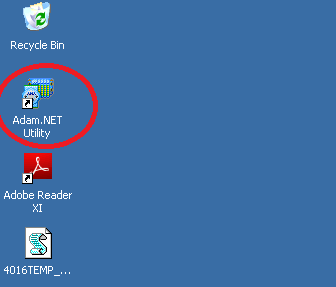 Recycle Bin
Adam.NET
Utility
Adobe Reader
XI
4016TEMP_...